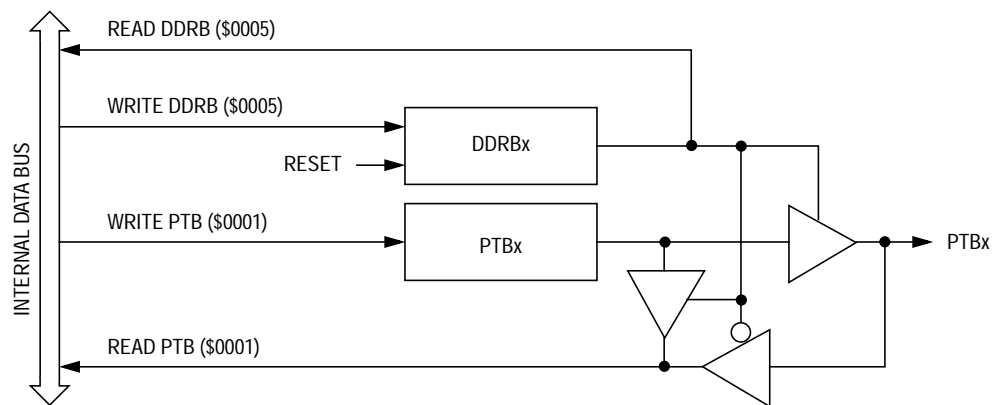 READ DDRB ($0005)
WRITE DDRB ($0005)
DDRBx
RESET
WRITE PTB ($0001)
PTBx
PTBx
READ PTB ($0001)
INTERNAL DATA BUS